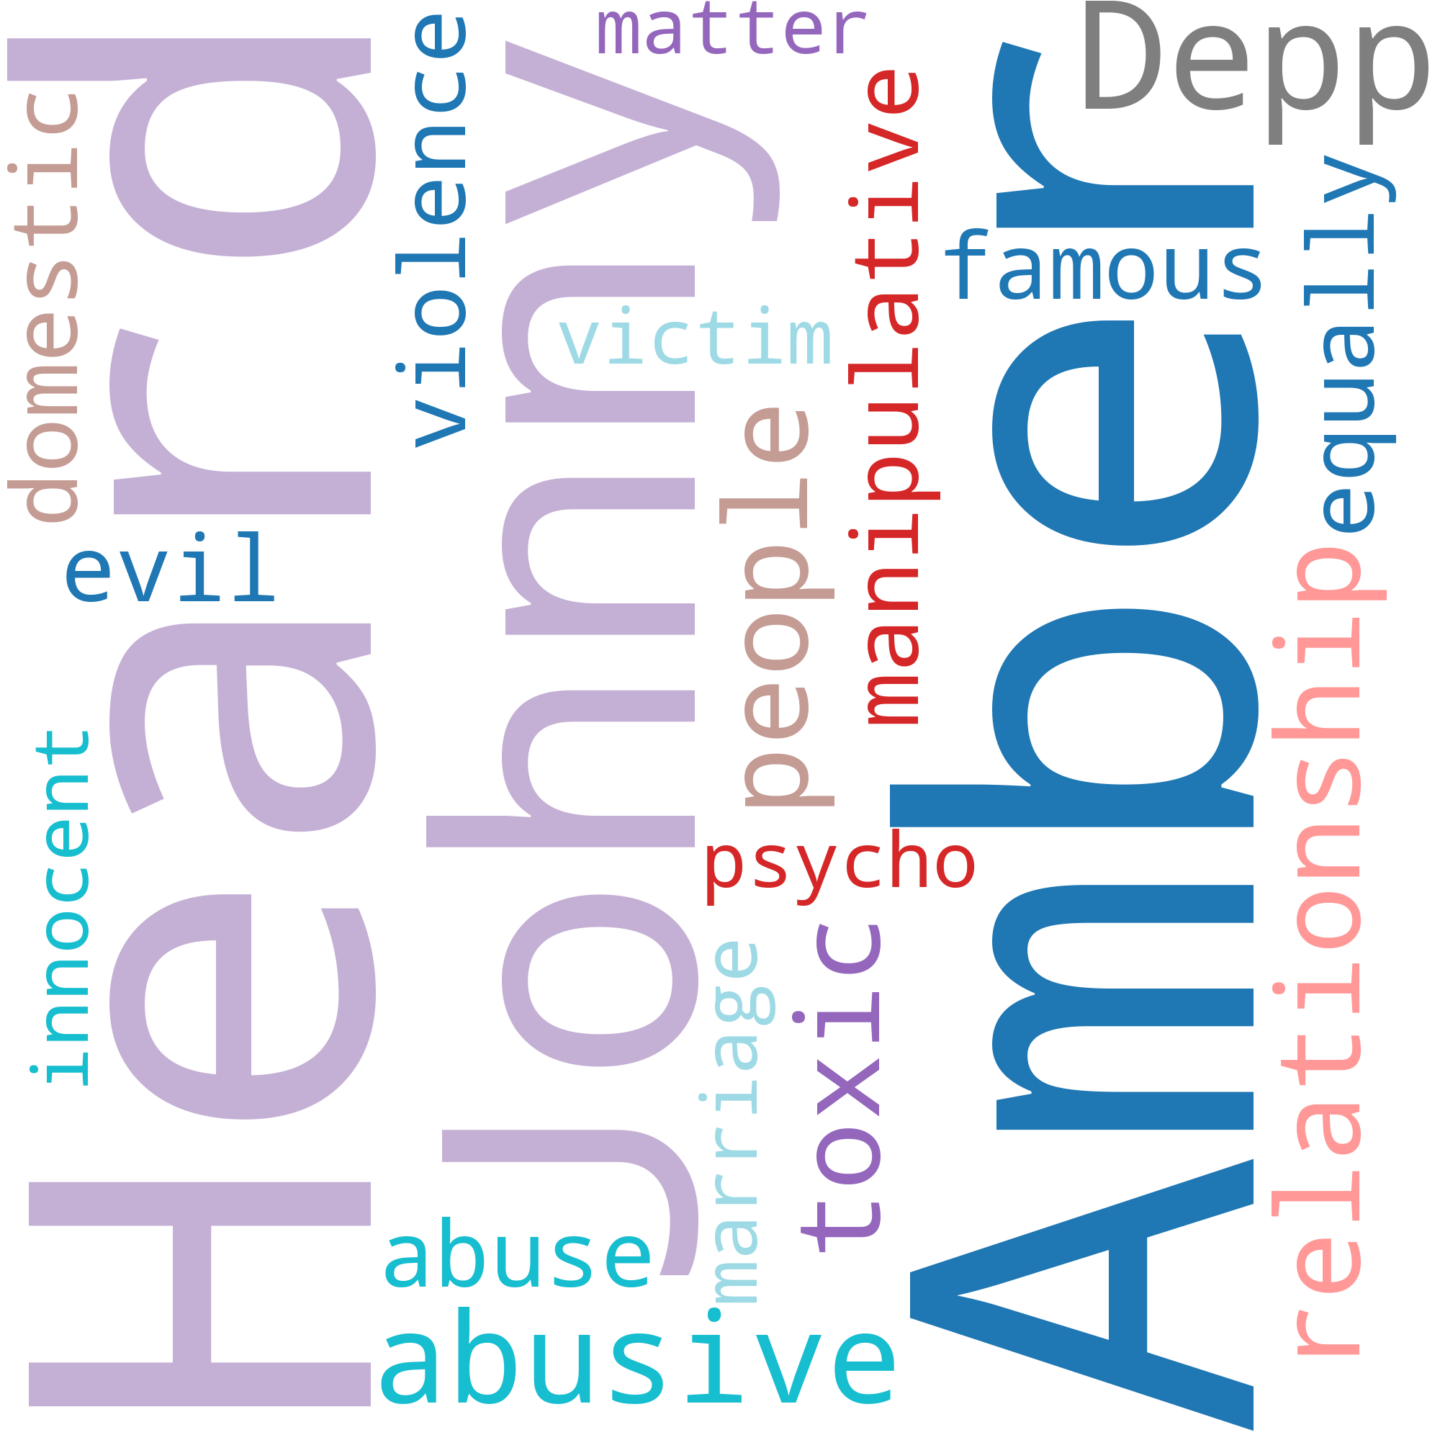 domestic
Heard
violence
Johnny
matter
victim
manipulative
Depp
Amber
famous
equally
people
evil
innocent
psycho
relationship
marriage
toxic
abuse
abusive